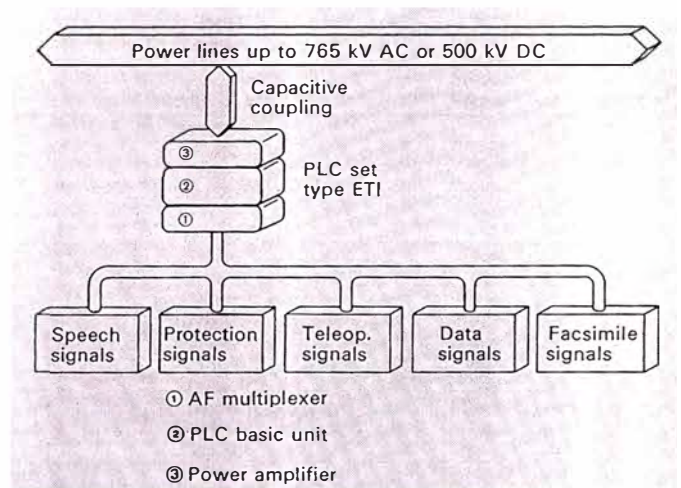 Power lines up to 765 kV AC or 500 kV DC
Capacitive
coupling
③
②
①
PLC set
type ETI
Speech
signals
Protection
signals
Teleop.
signals
Data
signals
Facsimile
signals
① AF multiplexer
② PLC basic unit
③ Power amplifier